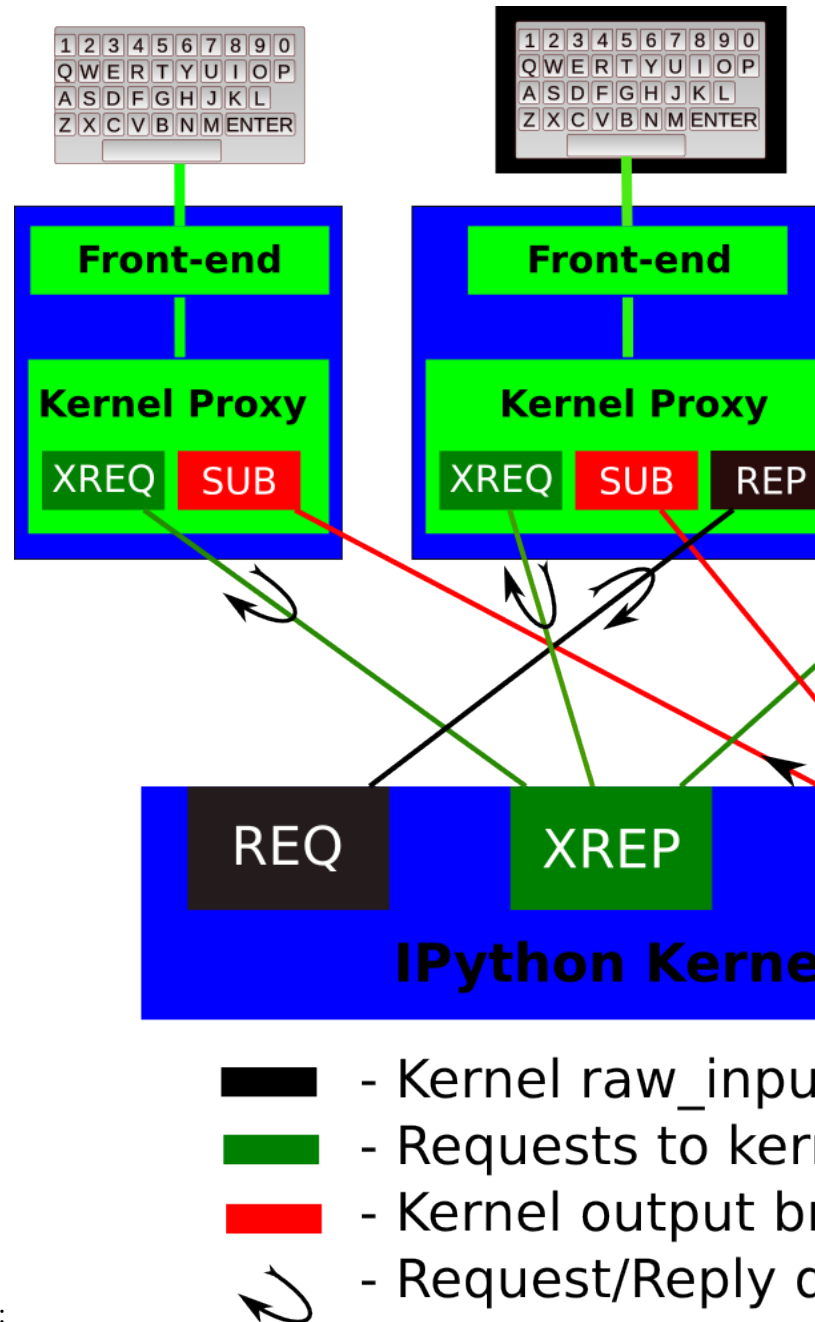 1 2 3 4 5 6 7 8 9 0
Q W E R T Y U I O P
A S D F G H J K L
Z X C V B N M ENTER
1 2 3 4 5 6 7 8 9 0
Q W E R T Y U I O P
A S D F G H J K L
Z X C V B N M ENTER
Front-end
Kernel Proxy
XREQ SUB
Front-end
Kernel Proxy
XREQ SUB REP
REQ XREP
IPython Kerne
- Kernel raw_inpu
- Requests to ker
- Kernel output b
- Request/Reply
: